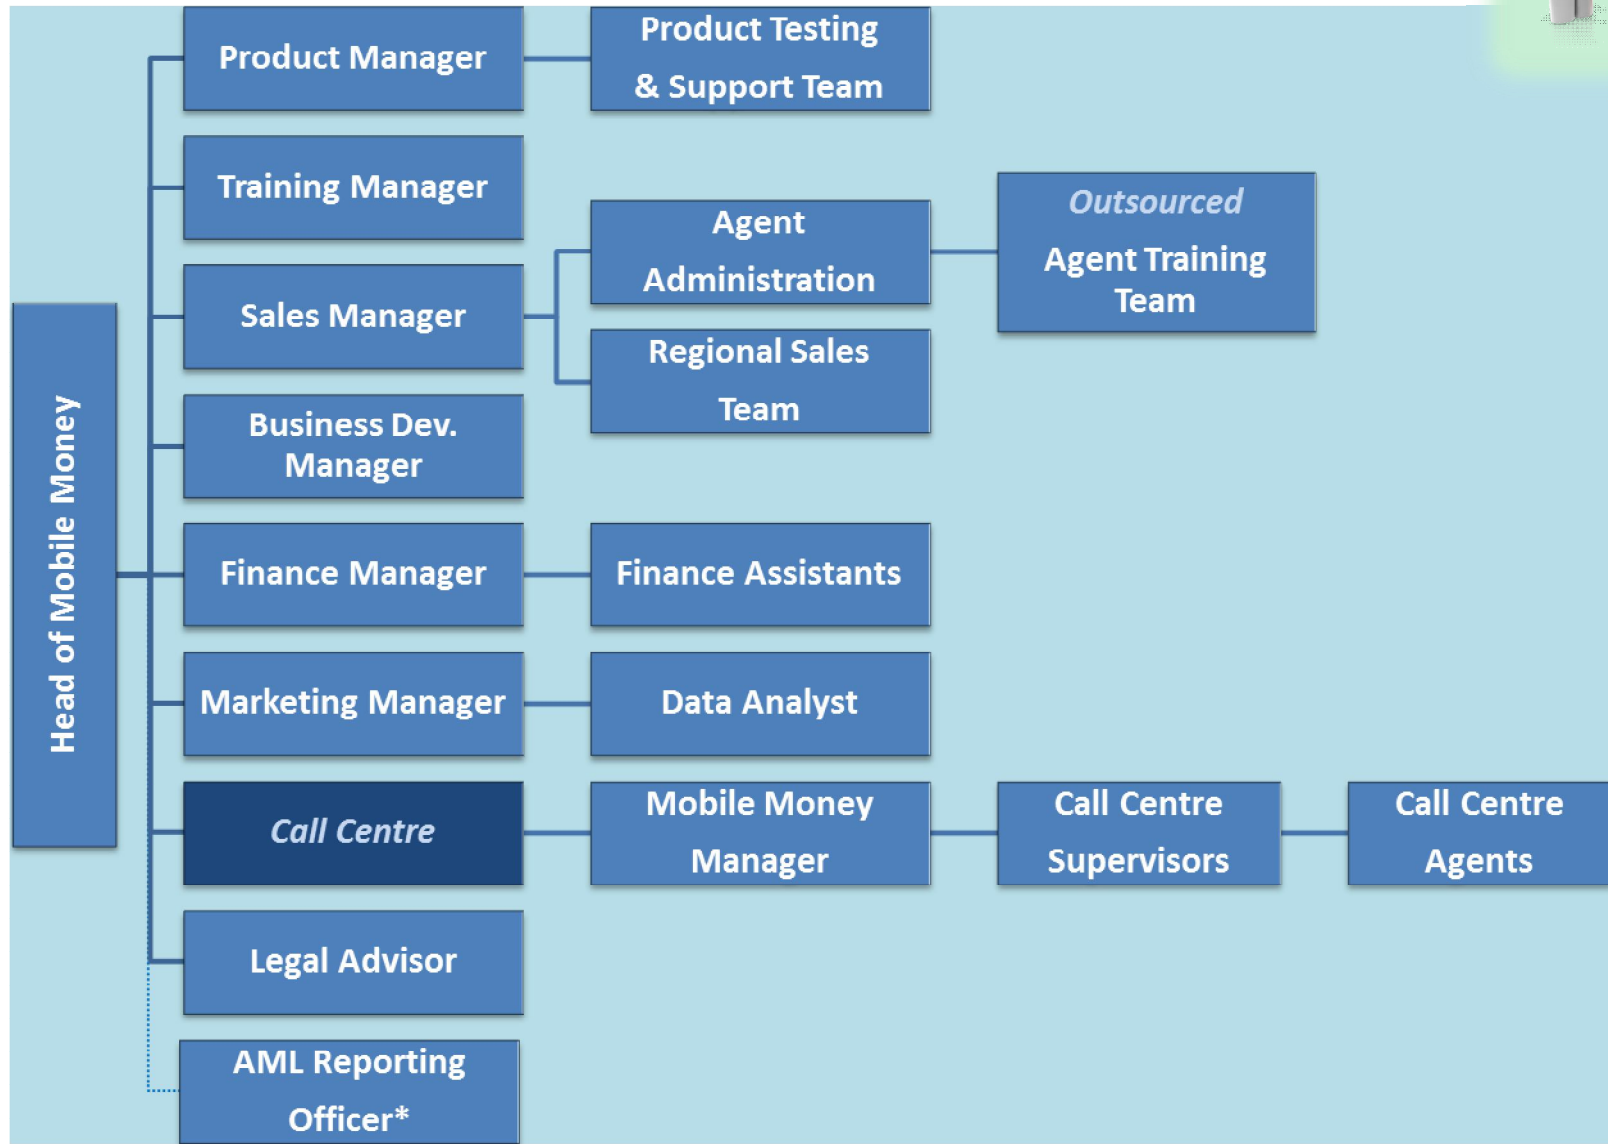 Head of Mobile Money
Product Manager
Product Testing
& Support Team
Training Manager
Sales Manager
Agent
Administration
Outsourced
Agent Training
Team
Regional Sales
Team
Business Dev.
Manager
Finance Manager
Finance Assistants
Marketing Manager
Data Analyst
Call Centre
Mobile Money
Manager
Call Centre
Supervisors
Call Centre
Agents
Legal Advisor
AML Reporting
Officer*